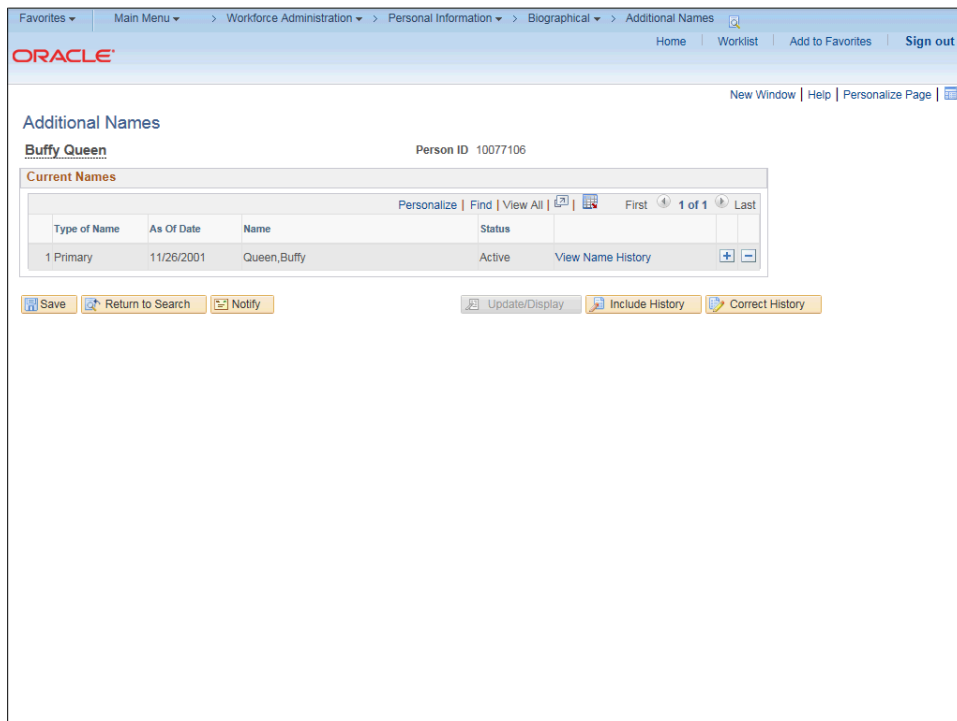 Favorites Main Menu > Workforce Administration > Personal Information > Biographical > Additional Names
Home | Worklist | Add to Favorites | Sign out
ORACLE
New Window | Help | Personalize Page |
Additional Names
Buffy Queen Person ID 10077106
Current Names
Personalize | Find | View All | | First 1 of 1 Last
Type of Name As Of Date Name Status
1 Primary 11/26/2001 Queen,Buffy Active View Name History + −
Save Return to Search Notify Update/Display Include History Correct History